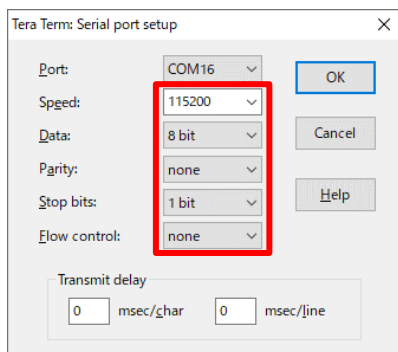 Tera Term: Serial port setup
Port: COM16 OK
Speed: 115200
Data: 8 bit Cancel
Parity: none
Stop bits: 1 bit Help
Flow control: none
Transmit delay
0 msec/char 0 msec/line